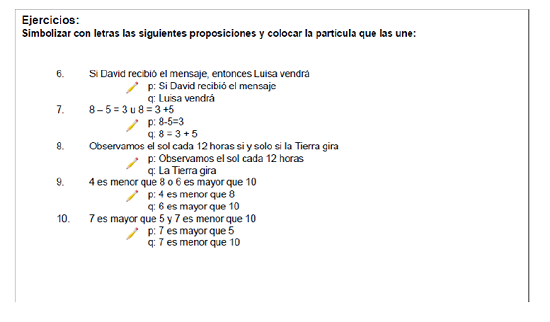 Ejercicios:
Simbolizar con letras las siguientes proposiciones y colocar la partícula que las une:
6. Si David recibió el mensaje, entonces Luisa vendrá
p: Si David recibió el mensaje
q: Luisa vendrá
7. 8 – 5 = 3 u 8 = 3 +5
p: 8-5=3
q: 8 = 3 + 5
8. Observamos el sol cada 12 horas si y solo si la Tierra gira
p: Observamos el sol cada 12 horas
q: La Tierra gira
9. 4 es menor que 8 o 6 es mayor que 10
p: 4 es menor que 8
q: 6 es mayor que 10
10. 7 es mayor que 5 y 7 es menor que 10
p: 7 es mayor que 5
q: 7 es menor que 10